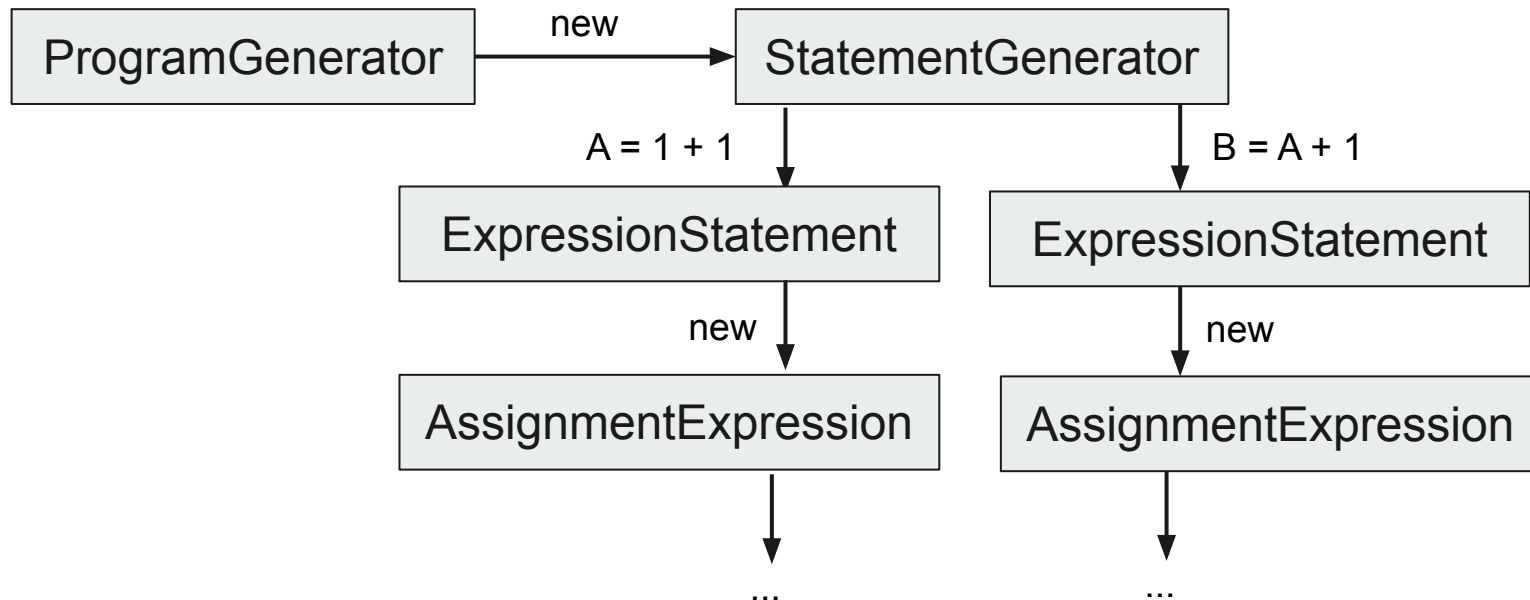 new
ProgramGenerator
StatementGenerator
A = 1 + 1
B = A + 1
ExpressionStatement
ExpressionStatement
new
new
AssignmentExpression
AssignmentExpression
...
...